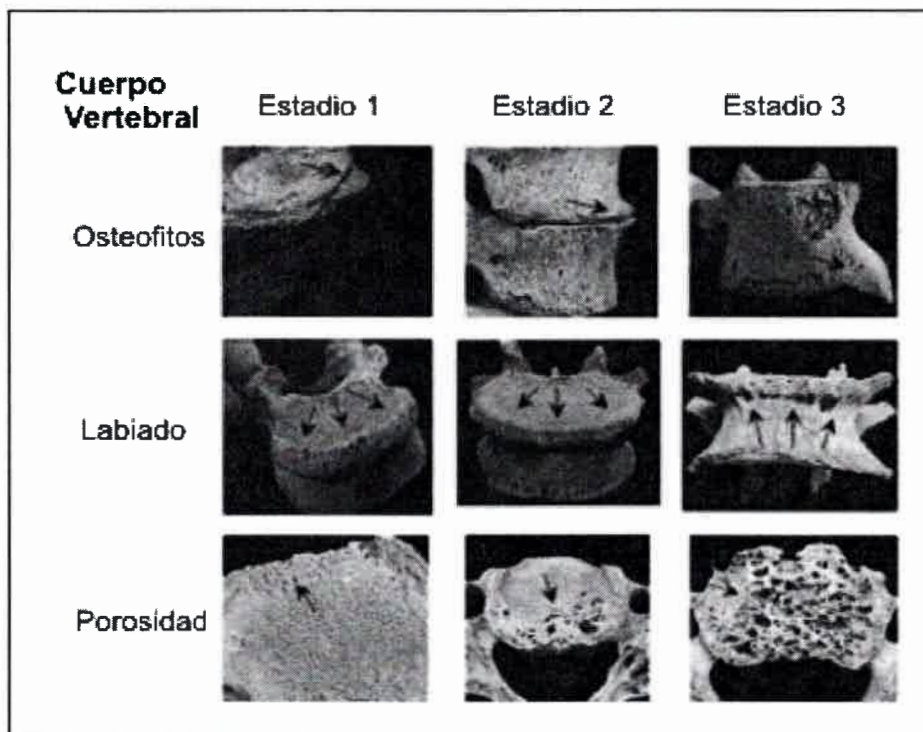 Cuerpo
Vertebral
Estadio 1
Estadio 2
Estadio 3
Osteofitos
Labiado
Porosidad